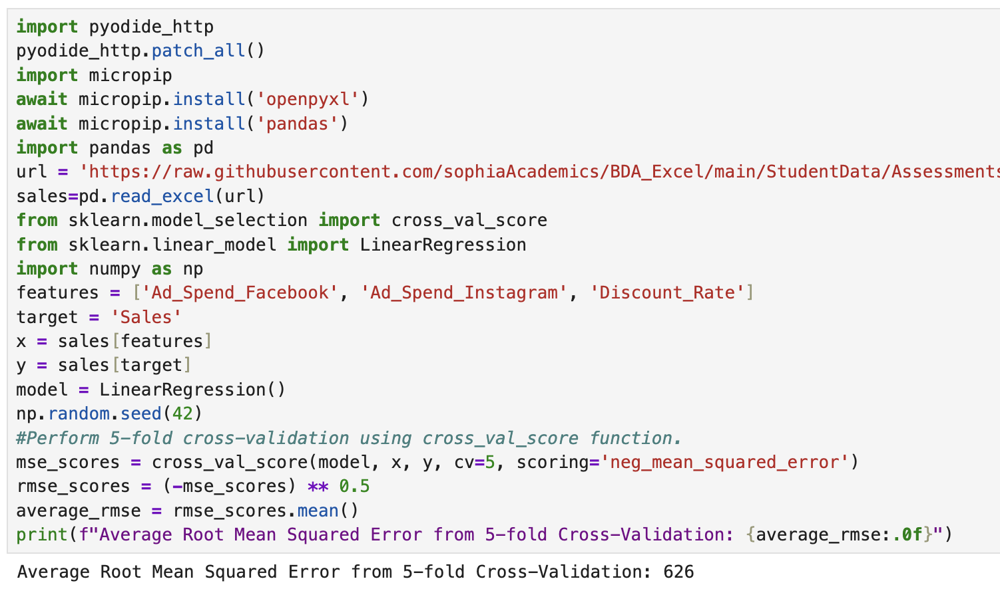 import pyodide_http
pyodide_http.patch_all()
import micropip
await micropip.install('openpyxl')
await micropip.install('pandas')
import pandas as pd
url = 'https://raw.githubusercontent.com/sophiaAcademics/BDA_Excel/main/StudentData/Assessments
sales=pd.read_excel(url)
from sklearn.model_selection import cross_val_score
from sklearn.linear_model import LinearRegression
import numpy as np
features = ['Ad_Spend_Facebook', 'Ad_Spend_Instagram', 'Discount_Rate']
target = 'Sales'
x = sales[features]
y = sales[target]
model = LinearRegression()
np.random.seed(42)
#Perform 5-fold cross-validation using cross_val_score function.
mse_scores = cross_val_score(model, x, y, cv=5, scoring='neg_mean_squared_error')
rmse_scores = (-mse_scores) ** 0.5
average_rmse = rmse_scores.mean()
print(f"Average Root Mean Squared Error from 5-fold Cross-Validation: {average_rmse:.0f}")
Average Root Mean Squared Error from 5-fold Cross-Validation: 626